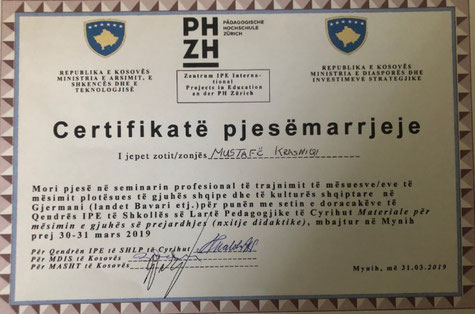 PH
ZH
PÄDAGOGISCHE
HOCHSCHULE
ZÜRICH
REPUBLIKA E KOSOVËS
MINISTRIA E ARSIMIT, E
SHKENCËS DHE E
TEKNOLOGJISË
Zentrum IPE Interna-
tional
Projects in Education
an der PH Zürich
REPUBLIKA E KOSOVËS
MINISTRIA E DIASPORËS DHE
INVESTIMEVE STRATEGJIKE
Certifikatë pjesëmarrjeje
I jepet zotit/zonjës MUSTAFË KRASNIQI
Mori pjesë në seminarin profesional të trajnimit të mësuesve/eve të
mësimit plotësues të gjuhës shqipe dhe të kulturës shqiptare në
Gjermani (landet Bavari etj.)për punën me setin e doracakëve të
Qendrës IPE të Shkollës së Lartë Pedagogjike të Cyrihut Materiale për
mësimin e gjuhës së prejardhjes (nxitje didaktike), mbajtur në Mynih
prej 30-31 mars 2019
Për Qendrën IPE të SHLP të Cyrihut
Për MDIS të Kosovës
Për MASHT të Kosovës
Mynih, më 31.03.2019